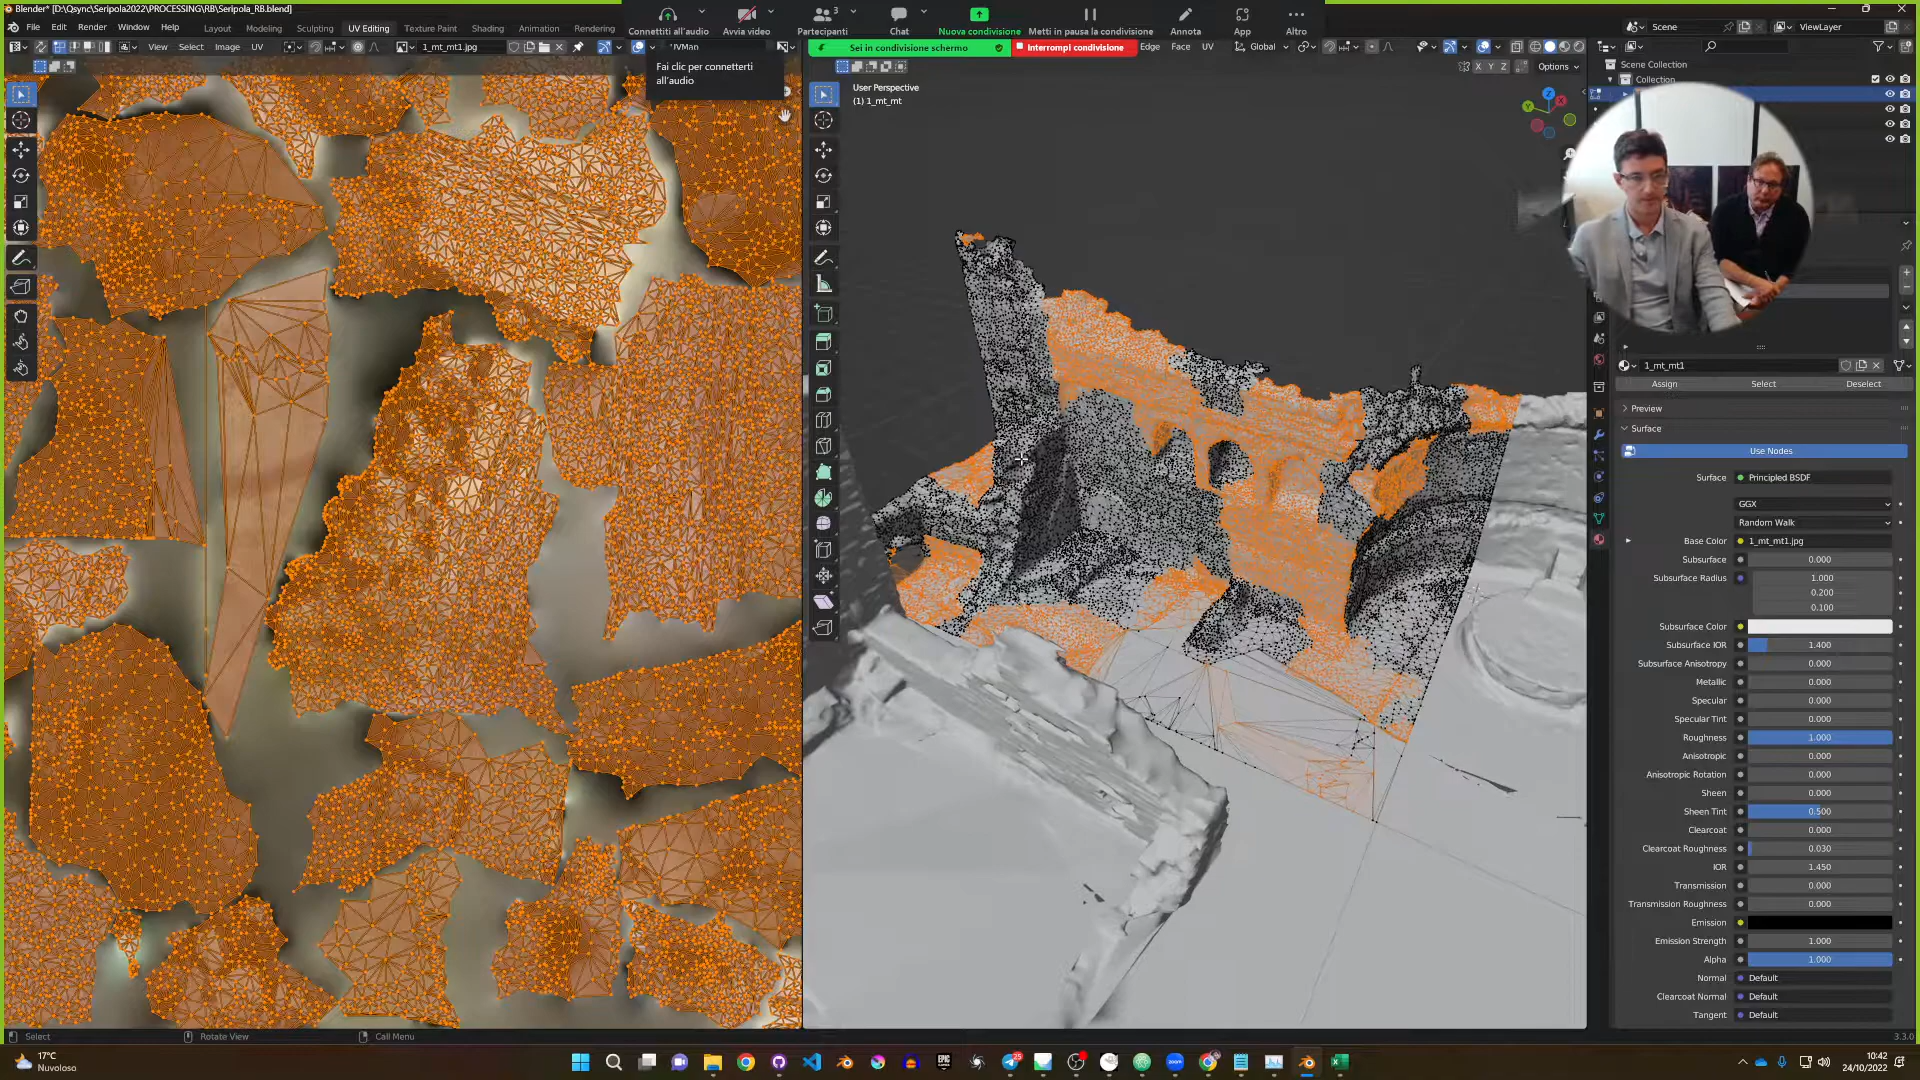 Blender* [D:\Qsync\Seripola2022\PROCESSING\RB\Seripola_RB.blend]
File Edit Render Window Help Layout Modeling Sculpting UV Editing Texture Paint Shading Animation Rendering
Connettiti all'audio Avvia video Partecipanti 3 Chat Nuova condivisione Metti in pausa la condivisione Annota App Altro
Sei in condivisione schermo Interrompi condivisione
Scene ViewLayer
View Select Image UV 1_mt_mt1.jpg Edge Face UV Global
Fai clic per connetterti
all'audio
X Y Z Options
User Perspective
(1) 1_mt_mt
Scene Collection
Collection
1_mt_mt1
Assign Select Deselect
Preview
Surface
Use Nodes
Surface Principled BSDF
GGX
Random Walk
Base Color 1_mt_mt1.jpg
Subsurface 0.000
Subsurface Radius 1.000
0.200
0.100
Subsurface Color
Subsurface IOR 1.400
Subsurface Anisotropy 0.000
Metallic 0.000
Specular 0.000
Specular Tint 0.000
Roughness 1.000
Anisotropic 0.000
Anisotropic Rotation 0.000
Sheen 0.000
Sheen Tint 0.500
Clearcoat 0.000
Clearcoat Roughness 0.030
IOR 1.450
Transmission 0.000
Transmission Roughness 0.000
Emission
Emission Strength 1.000
Alpha 1.000
Normal Default
Clearcoat Normal Default
Tangent Default
Select Rotate View Call Menu 3.3.0
17°C
Nuvoloso
EPIC
GAMES
25
zoom
10:42
24/10/2022